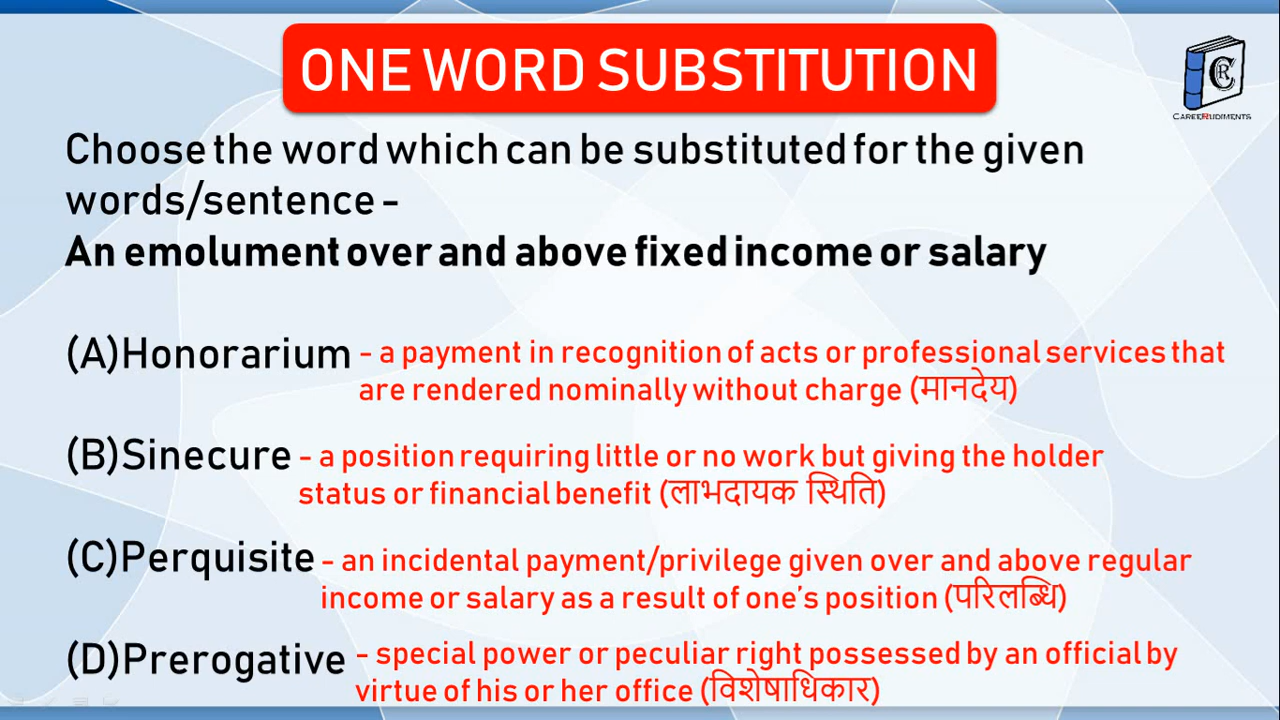 ONE WORD SUBSTITUTION
CR
CAREERUDIMENTS
Choose the word which can be substituted for the given
words/sentence -
An emolument over and above fixed income or salary
(A)Honorarium - a payment in recognition of acts or professional services that
are rendered nominally without charge (मानदेय)
(B)Sinecure - a position requiring little or no work but giving the holder
status or financial benefit (लाभदायक स्थिति)
(C)Perquisite - an incidental payment/privilege given over and above regular
income or salary as a result of one's position (परिलब्धि)
(D)Prerogative - special power or peculiar right possessed by an official by
virtue of his or her office (विशेषाधिकार)